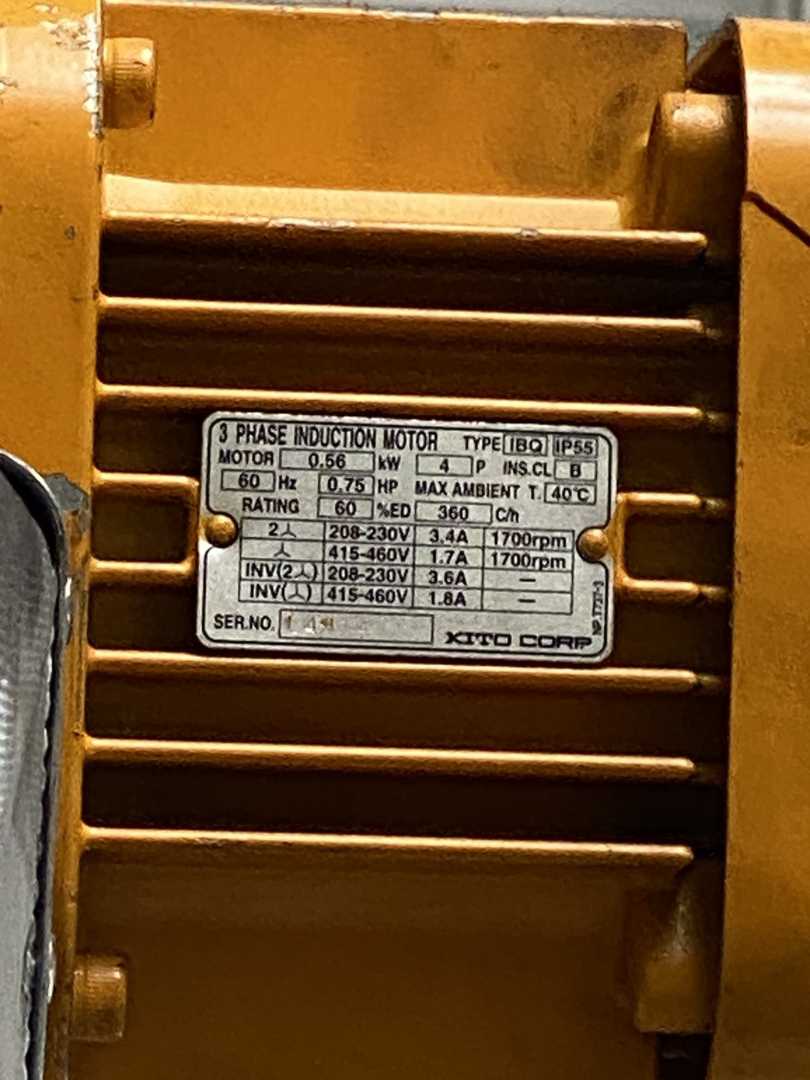 3 PHASE INDUCTION MOTOR TYPE IBQ IP55
MOTOR 0.56 kW 4 P INS.CL B
60 Hz 0.75 HP MAX AMBIENT T. 40℃
RATING 60 %ED 360 C/h
2⅄ 208-230V 3.4A 1700rpm
⅄ 415-460V 1.7A 1700rpm
INV(2⅄) 208-230V 3.6A —
INV(⅄) 415-460V 1.8A —
SER.NO.
KITO CORP